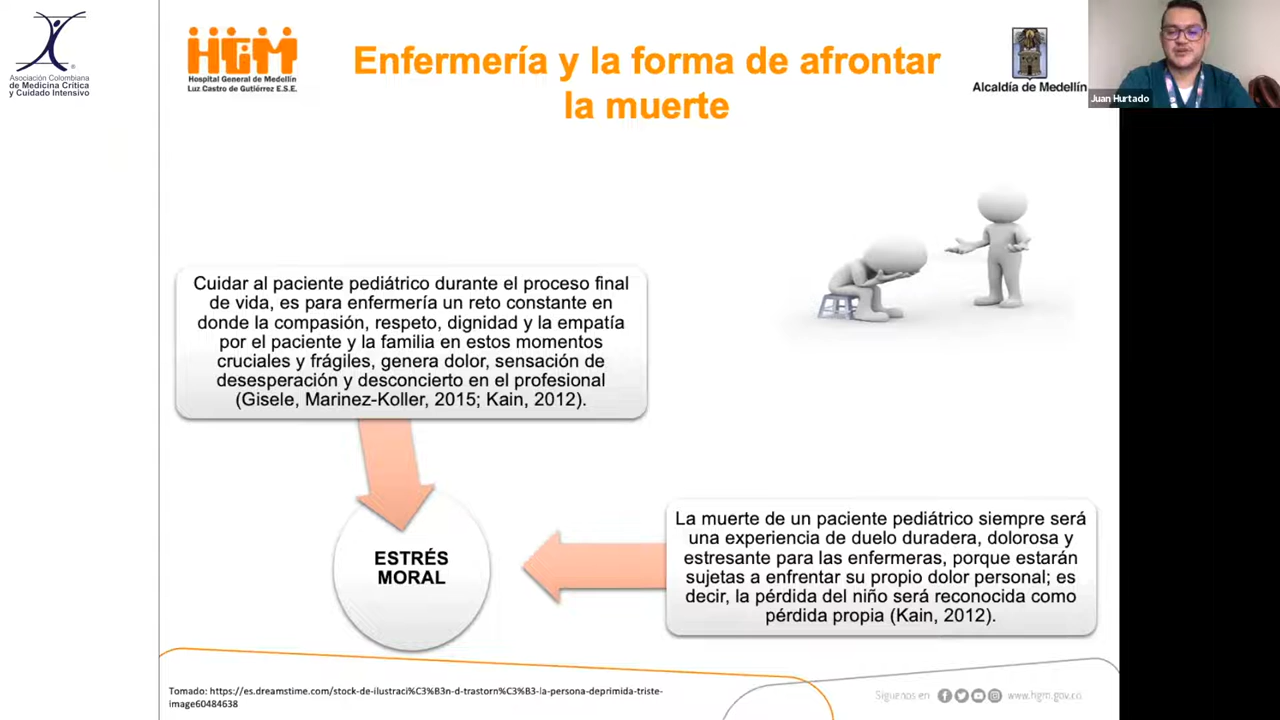 Asociación Colombiana
de Medicina Crítica
y Cuidado Intensivo
HGM
Hospital General de Medellín
Luz Castro de Gutiérrez E.S.E.
Enfermería y la forma de afrontar
la muerte
Alcaldía de Medellín
Juan Hurtado
Cuidar al paciente pediátrico durante el proceso final
de vida, es para enfermería un reto constante en
donde la compasión, respeto, dignidad y la empatía
por el paciente y la familia en estos momentos
cruciales y frágiles, genera dolor, sensación de
desesperación y desconcierto en el profesional
(Gisele, Marinez-Koller, 2015; Kain, 2012).
ESTRÉS
MORAL
La muerte de un paciente pediátrico siempre será
una experiencia de duelo duradera, dolorosa y
estresante para las enfermeras, porque estarán
sujetas a enfrentar su propio dolor personal; es
decir, la pérdida del niño será reconocida como
pérdida propia (Kain, 2012).
Tomado: https://es.dreamstime.com/stock-de-ilustraci%C3%B3n-d-trastorn%C3%B3-la-persona-deprimida-triste-
image60484638
Síguenos en
www.hgm.gov.co